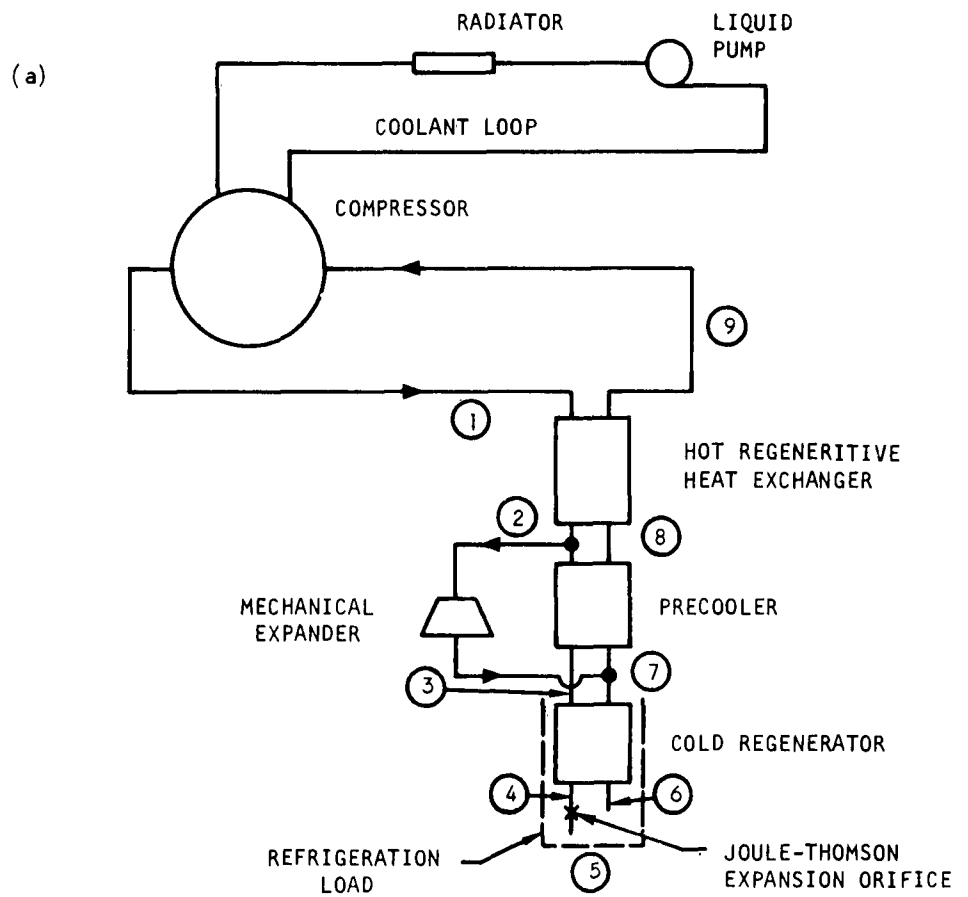 (a)
RADIATOR
LIQUID
PUMP
COOLANT LOOP
COMPRESSOR
9
1
HOT REGENERITIVE
HEAT EXCHANGER
2
8
MECHANICAL
EXPANDER
PRECOOLER
7
3
COLD REGENERATOR
4
6
REFRIGERATION
LOAD
5
JOULE-THOMSON
EXPANSION ORIFICE